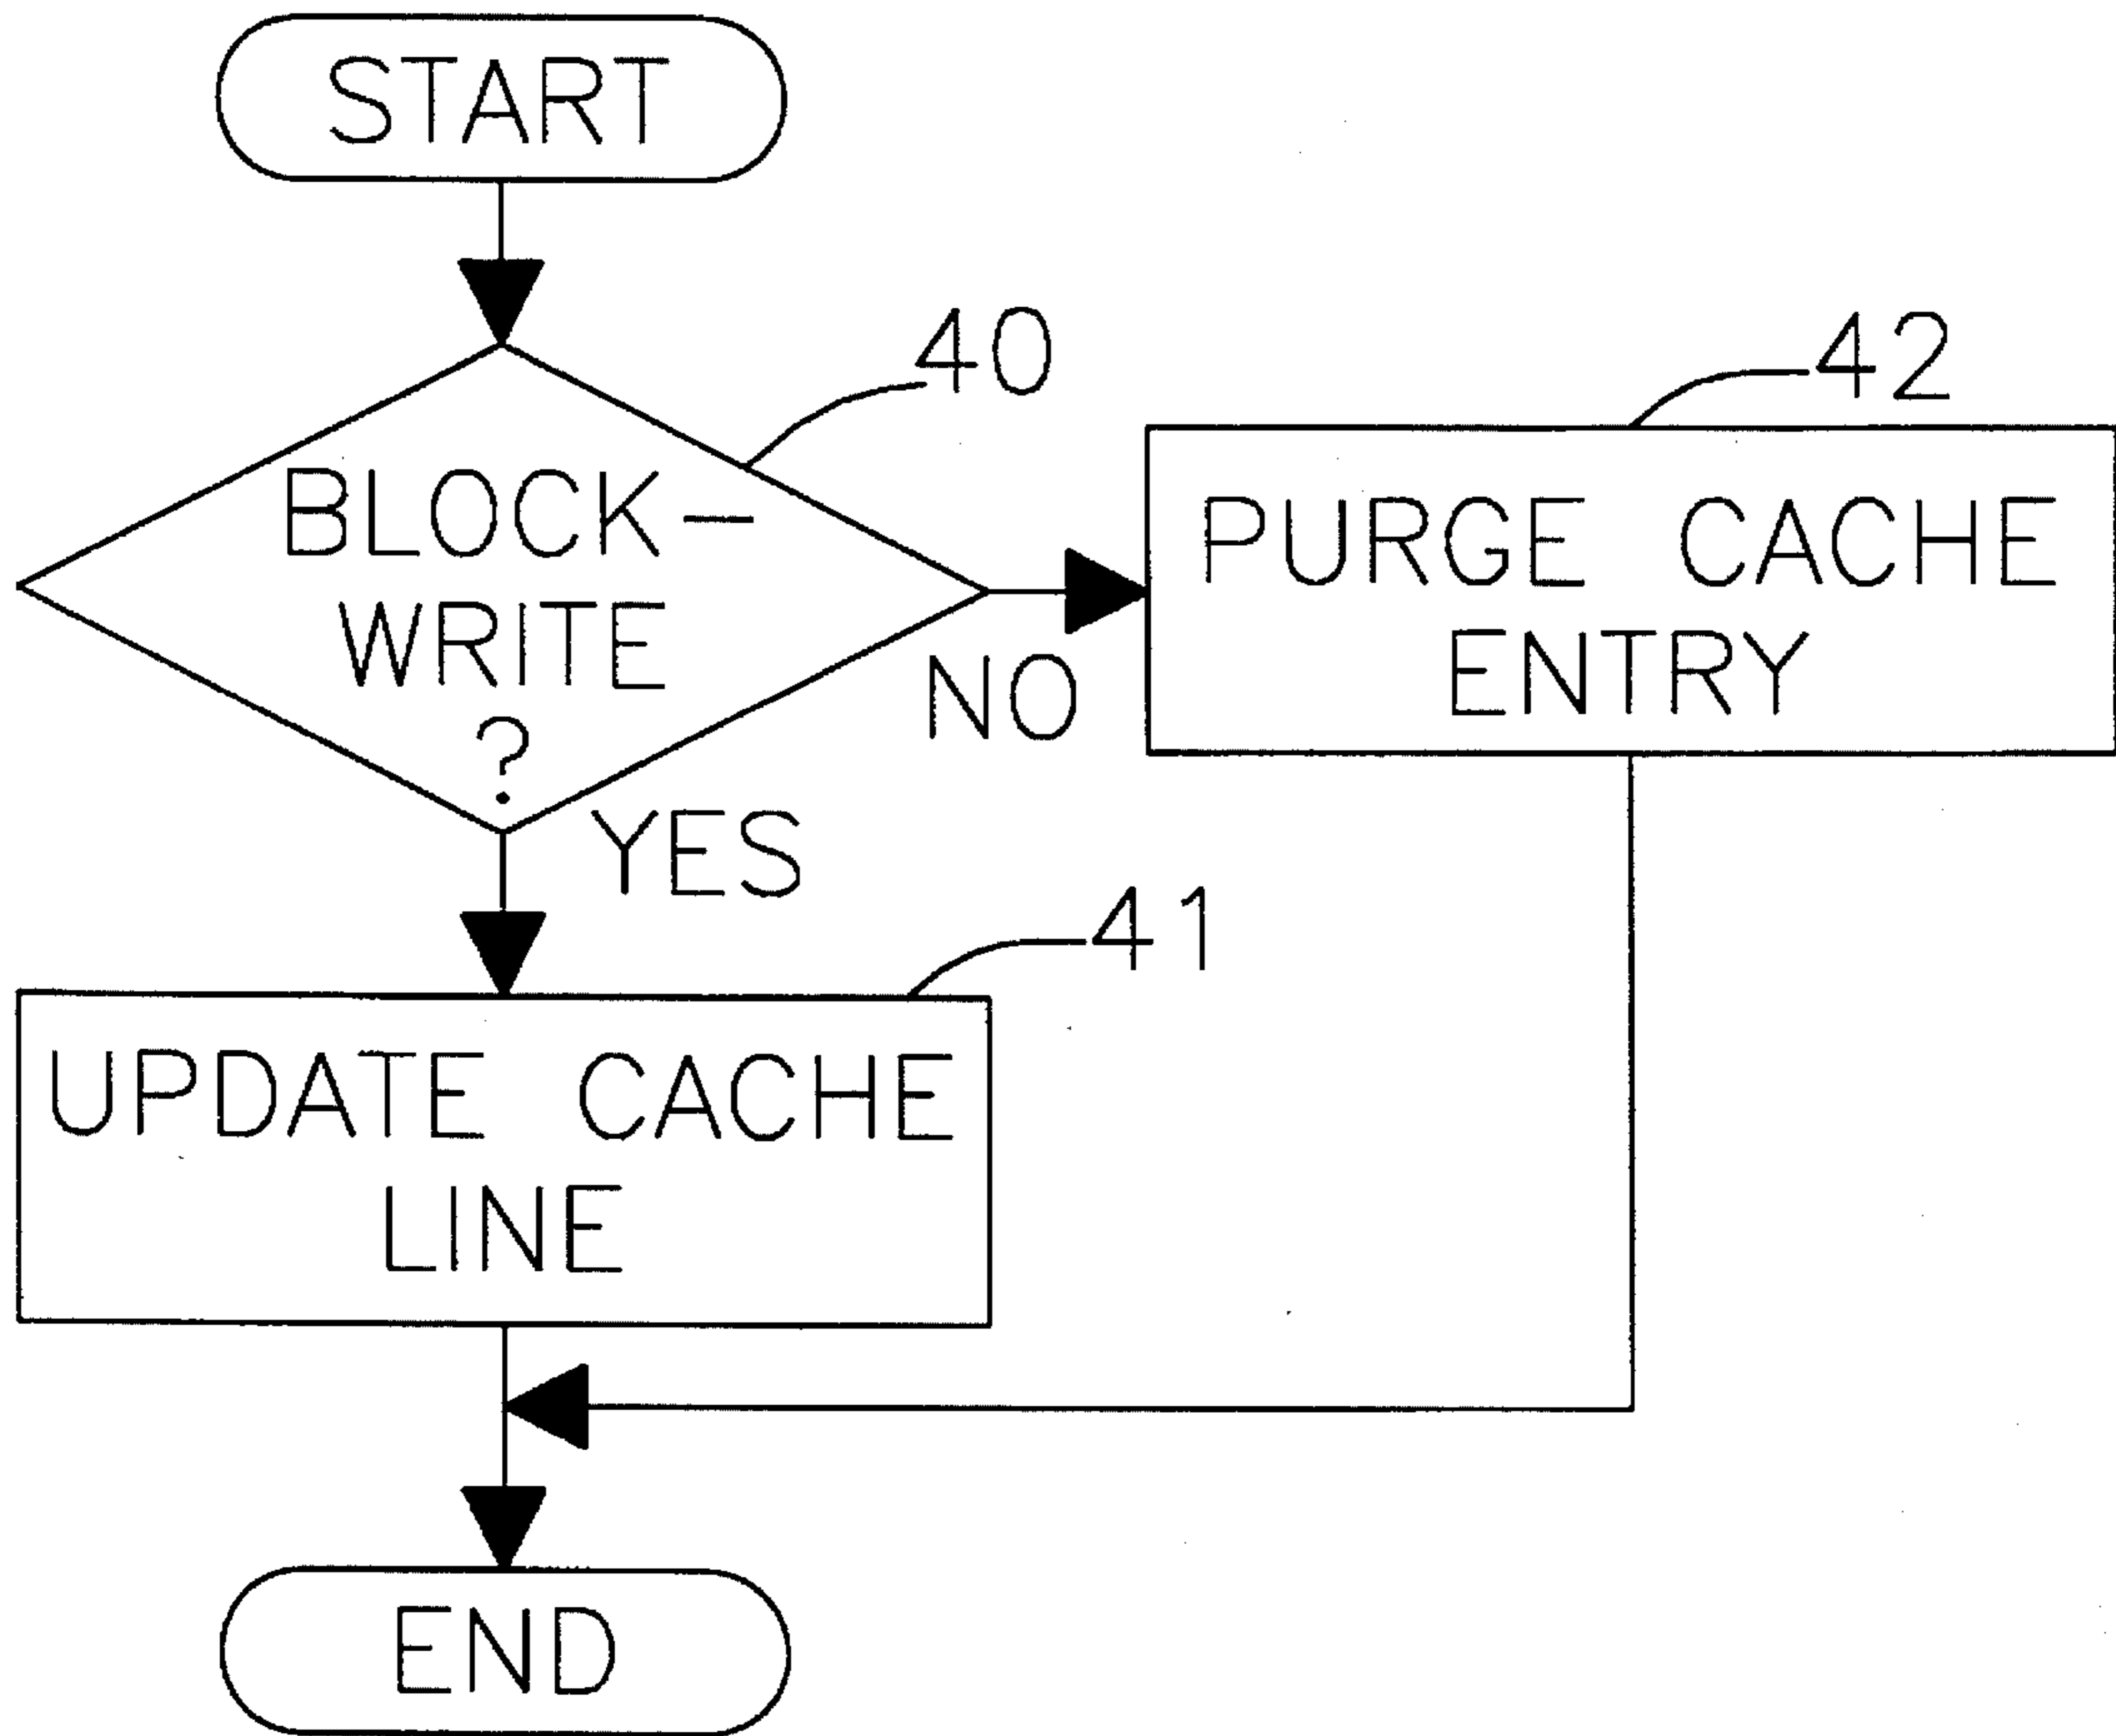 START
40
42
BLOCK-
WRITE
?
PURGE CACHE
ENTRY
NO
YES
41
UPDATE CACHE
LINE
END